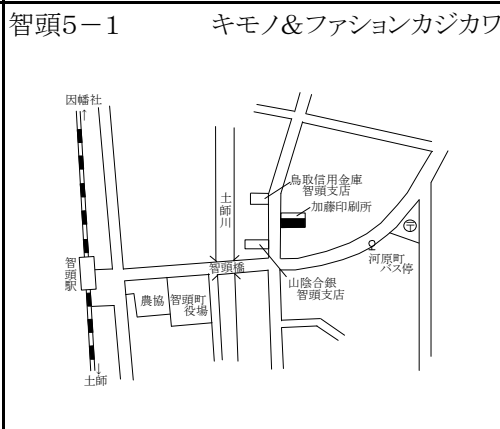 智頭5－1 キモノ&ファッションカジカワ
因幡社
↑
鳥取信用金庫
智頭支店
加藤印刷所
土師川
〒
智頭橋
河原町
バス停
智頭駅
山陰合銀
智頭支店
農協
智頭町
役場
↓
土師